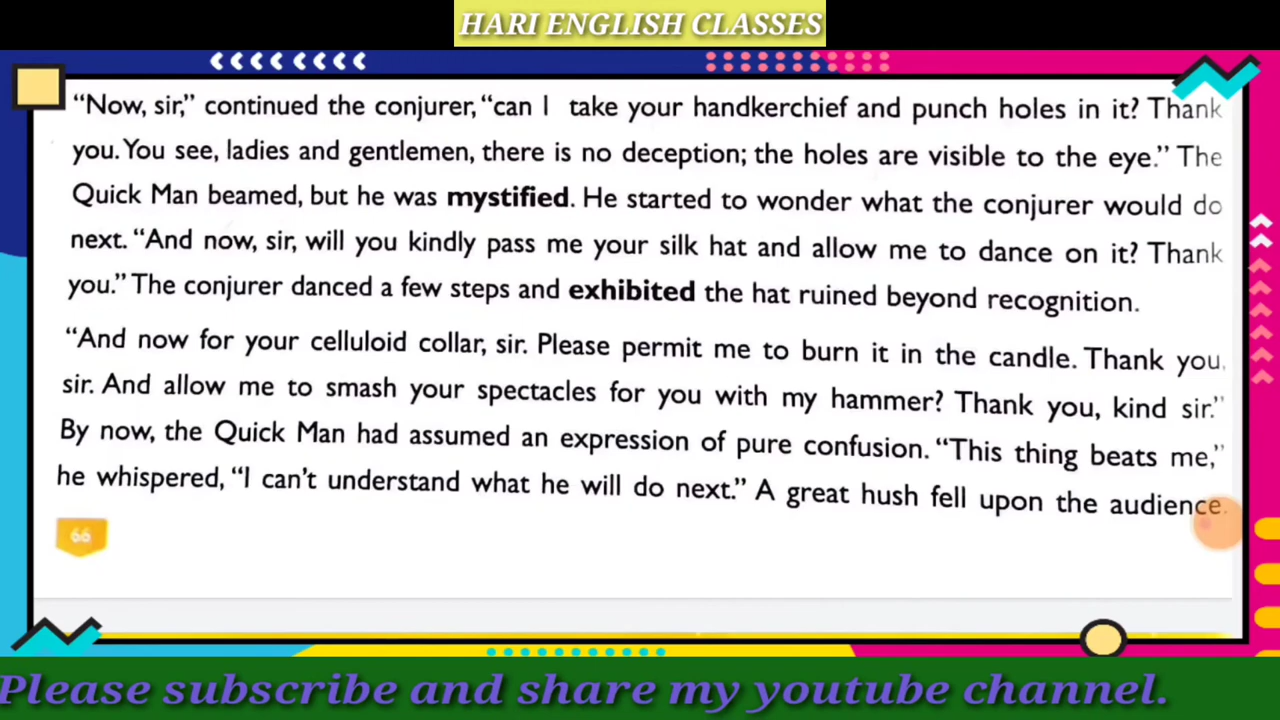 HARI ENGLISH CLASSES
“Now, sir,” continued the conjurer, “can I take your handkerchief and punch holes in it? Thank
you. You see, ladies and gentlemen, there is no deception; the holes are visible to the eye.” The
Quick Man beamed, but he was mystified. He started to wonder what the conjurer would do
next. “And now, sir, will you kindly pass me your silk hat and allow me to dance on it? Thank
you.” The conjurer danced a few steps and exhibited the hat ruined beyond recognition.
“And now for your celluloid collar, sir. Please permit me to burn it in the candle. Thank you,
sir. And allow me to smash your spectacles for you with my hammer? Thank you, kind sir.”
By now, the Quick Man had assumed an expression of pure confusion. “This thing beats me,”
he whispered, “I can’t understand what he will do next.” A great hush fell upon the audience.
66
Please subscribe and share my youtube channel.